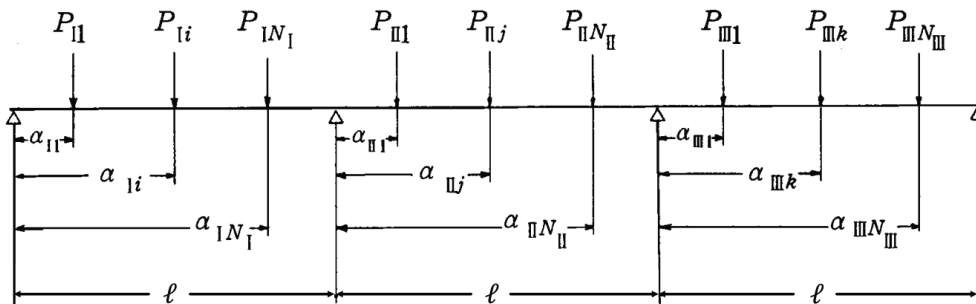 P_Ⅰ1 P_Ⅰi P_ⅠN_Ⅰ P_Ⅱ1 P_Ⅱj P_ⅡN_Ⅱ P_Ⅲ1 P_Ⅲk P_ⅢN_Ⅲ
α_Ⅰ1 α_Ⅱ1 α_Ⅲ1
α_Ⅰi α_Ⅱj α_Ⅲk
α_ⅠN_Ⅰ α_ⅡN_Ⅱ α_ⅢN_Ⅲ
ℓ ℓ ℓ